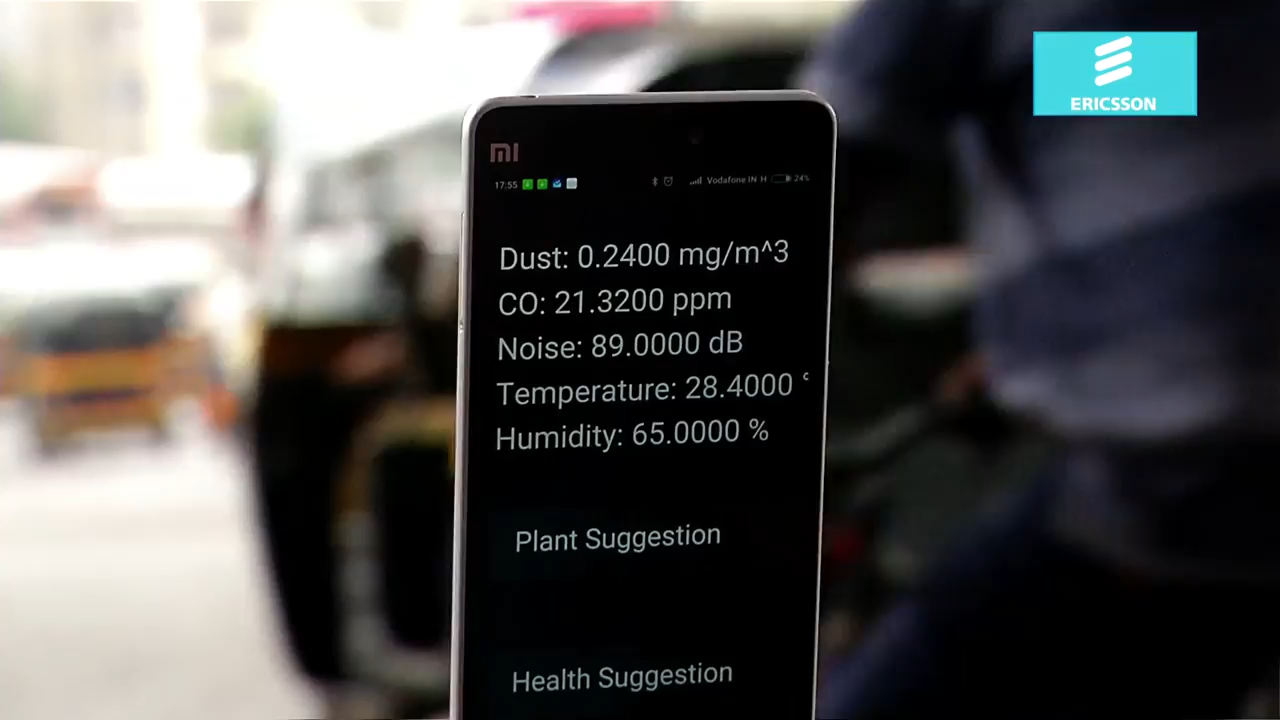 ERICSSON
mi
17:55 Vodafone IN H 24%
Dust: 0.2400 mg/m^3
CO: 21.3200 ppm
Noise: 89.0000 dB
Temperature: 28.4000 °
Humidity: 65.0000 %
Plant Suggestion
Health Suggestion